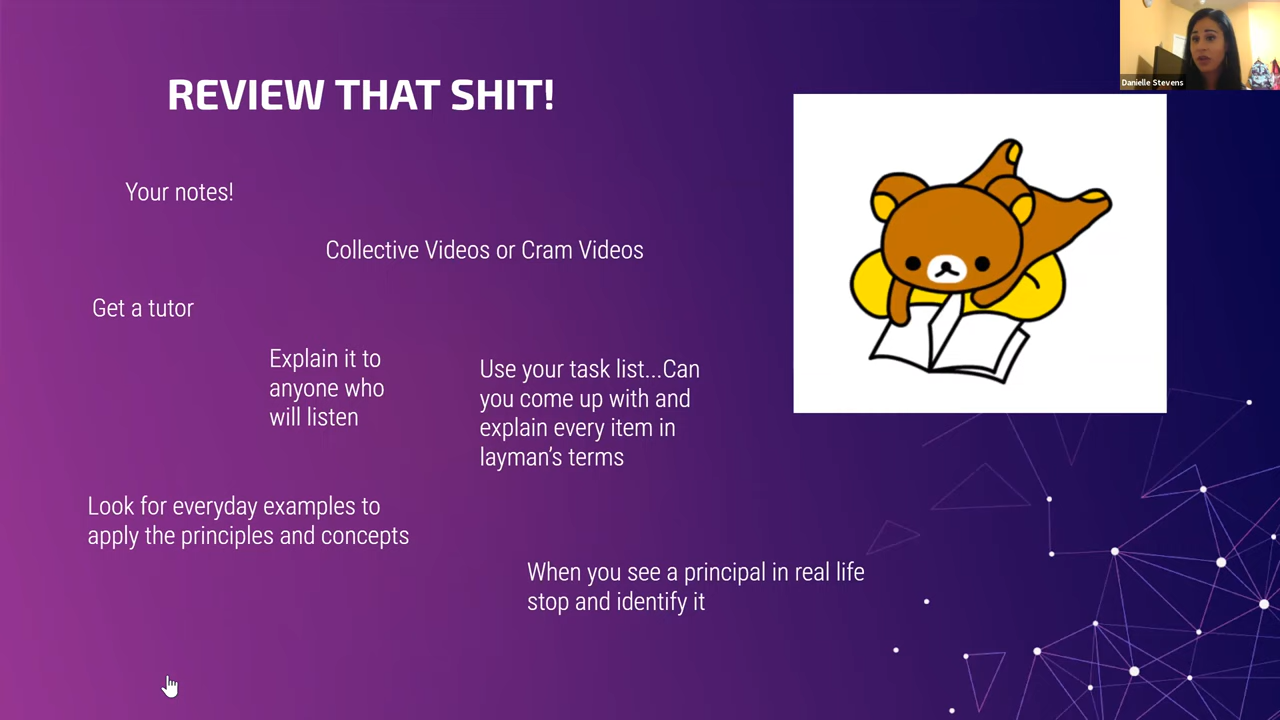 REVIEW THAT SHIT!
Danielle Stevens
Your notes!
Collective Videos or Cram Videos
Get a tutor
Explain it to
anyone who
will listen
Use your task list...Can
you come up with and
explain every item in
layman’s terms
Look for everyday examples to
apply the principles and concepts
When you see a principal in real life
stop and identify it